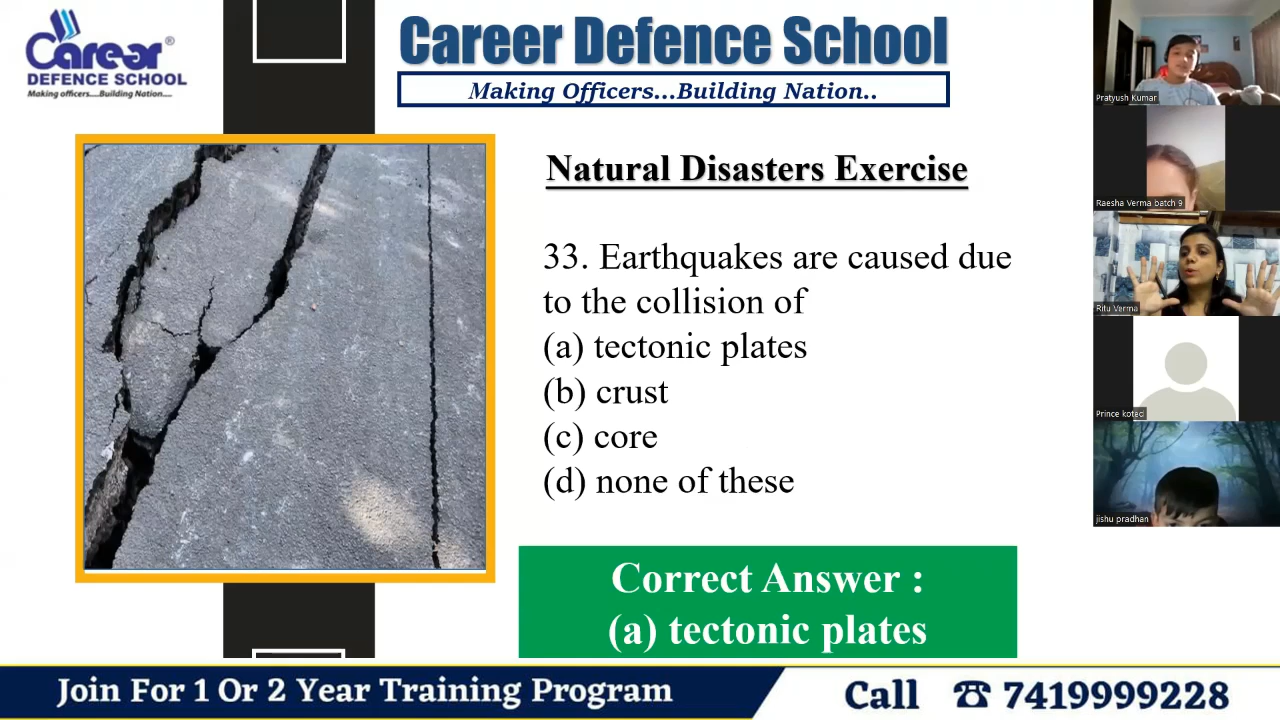 Career®
DEFENCE SCHOOL
Making officers....Building Nation....
Career Defence School
Making Officers...Building Nation..
Natural Disasters Exercise
33. Earthquakes are caused due
to the collision of
(a) tectonic plates
(b) crust
(c) core
(d) none of these
Correct Answer :
(a) tectonic plates
Join For 1 Or 2 Year Training Program
Call ☎ 7419999228
Pratyush Kumar
Raesha Verma batch 9
Ritu Verma
Prince koted
jishu pradhan